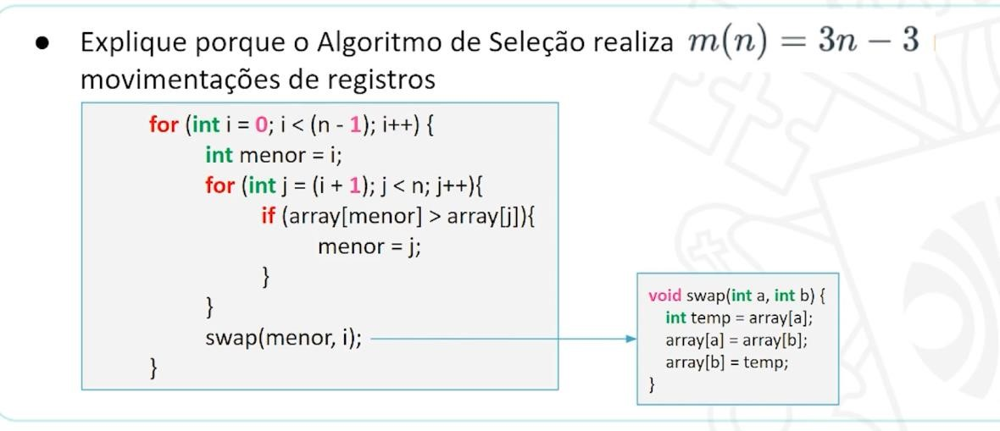 ● Explique porque o Algoritmo de Seleção realiza m(n) = 3n − 3
movimentações de registros
for (int i = 0; i < (n - 1); i++) {
int menor = i;
for (int j = (i + 1); j < n; j++){
if (array[menor] > array[j]){
menor = j;
}
}
swap(menor, i);
}
void swap(int a, int b) {
int temp = array[a];
array[a] = array[b];
array[b] = temp;
}